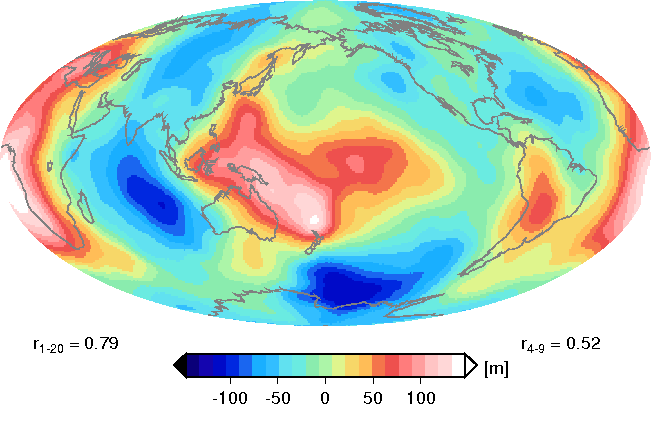 r1-20 = 0.79
r4-9 = 0.52
[m]
-100 -50 0 50 100